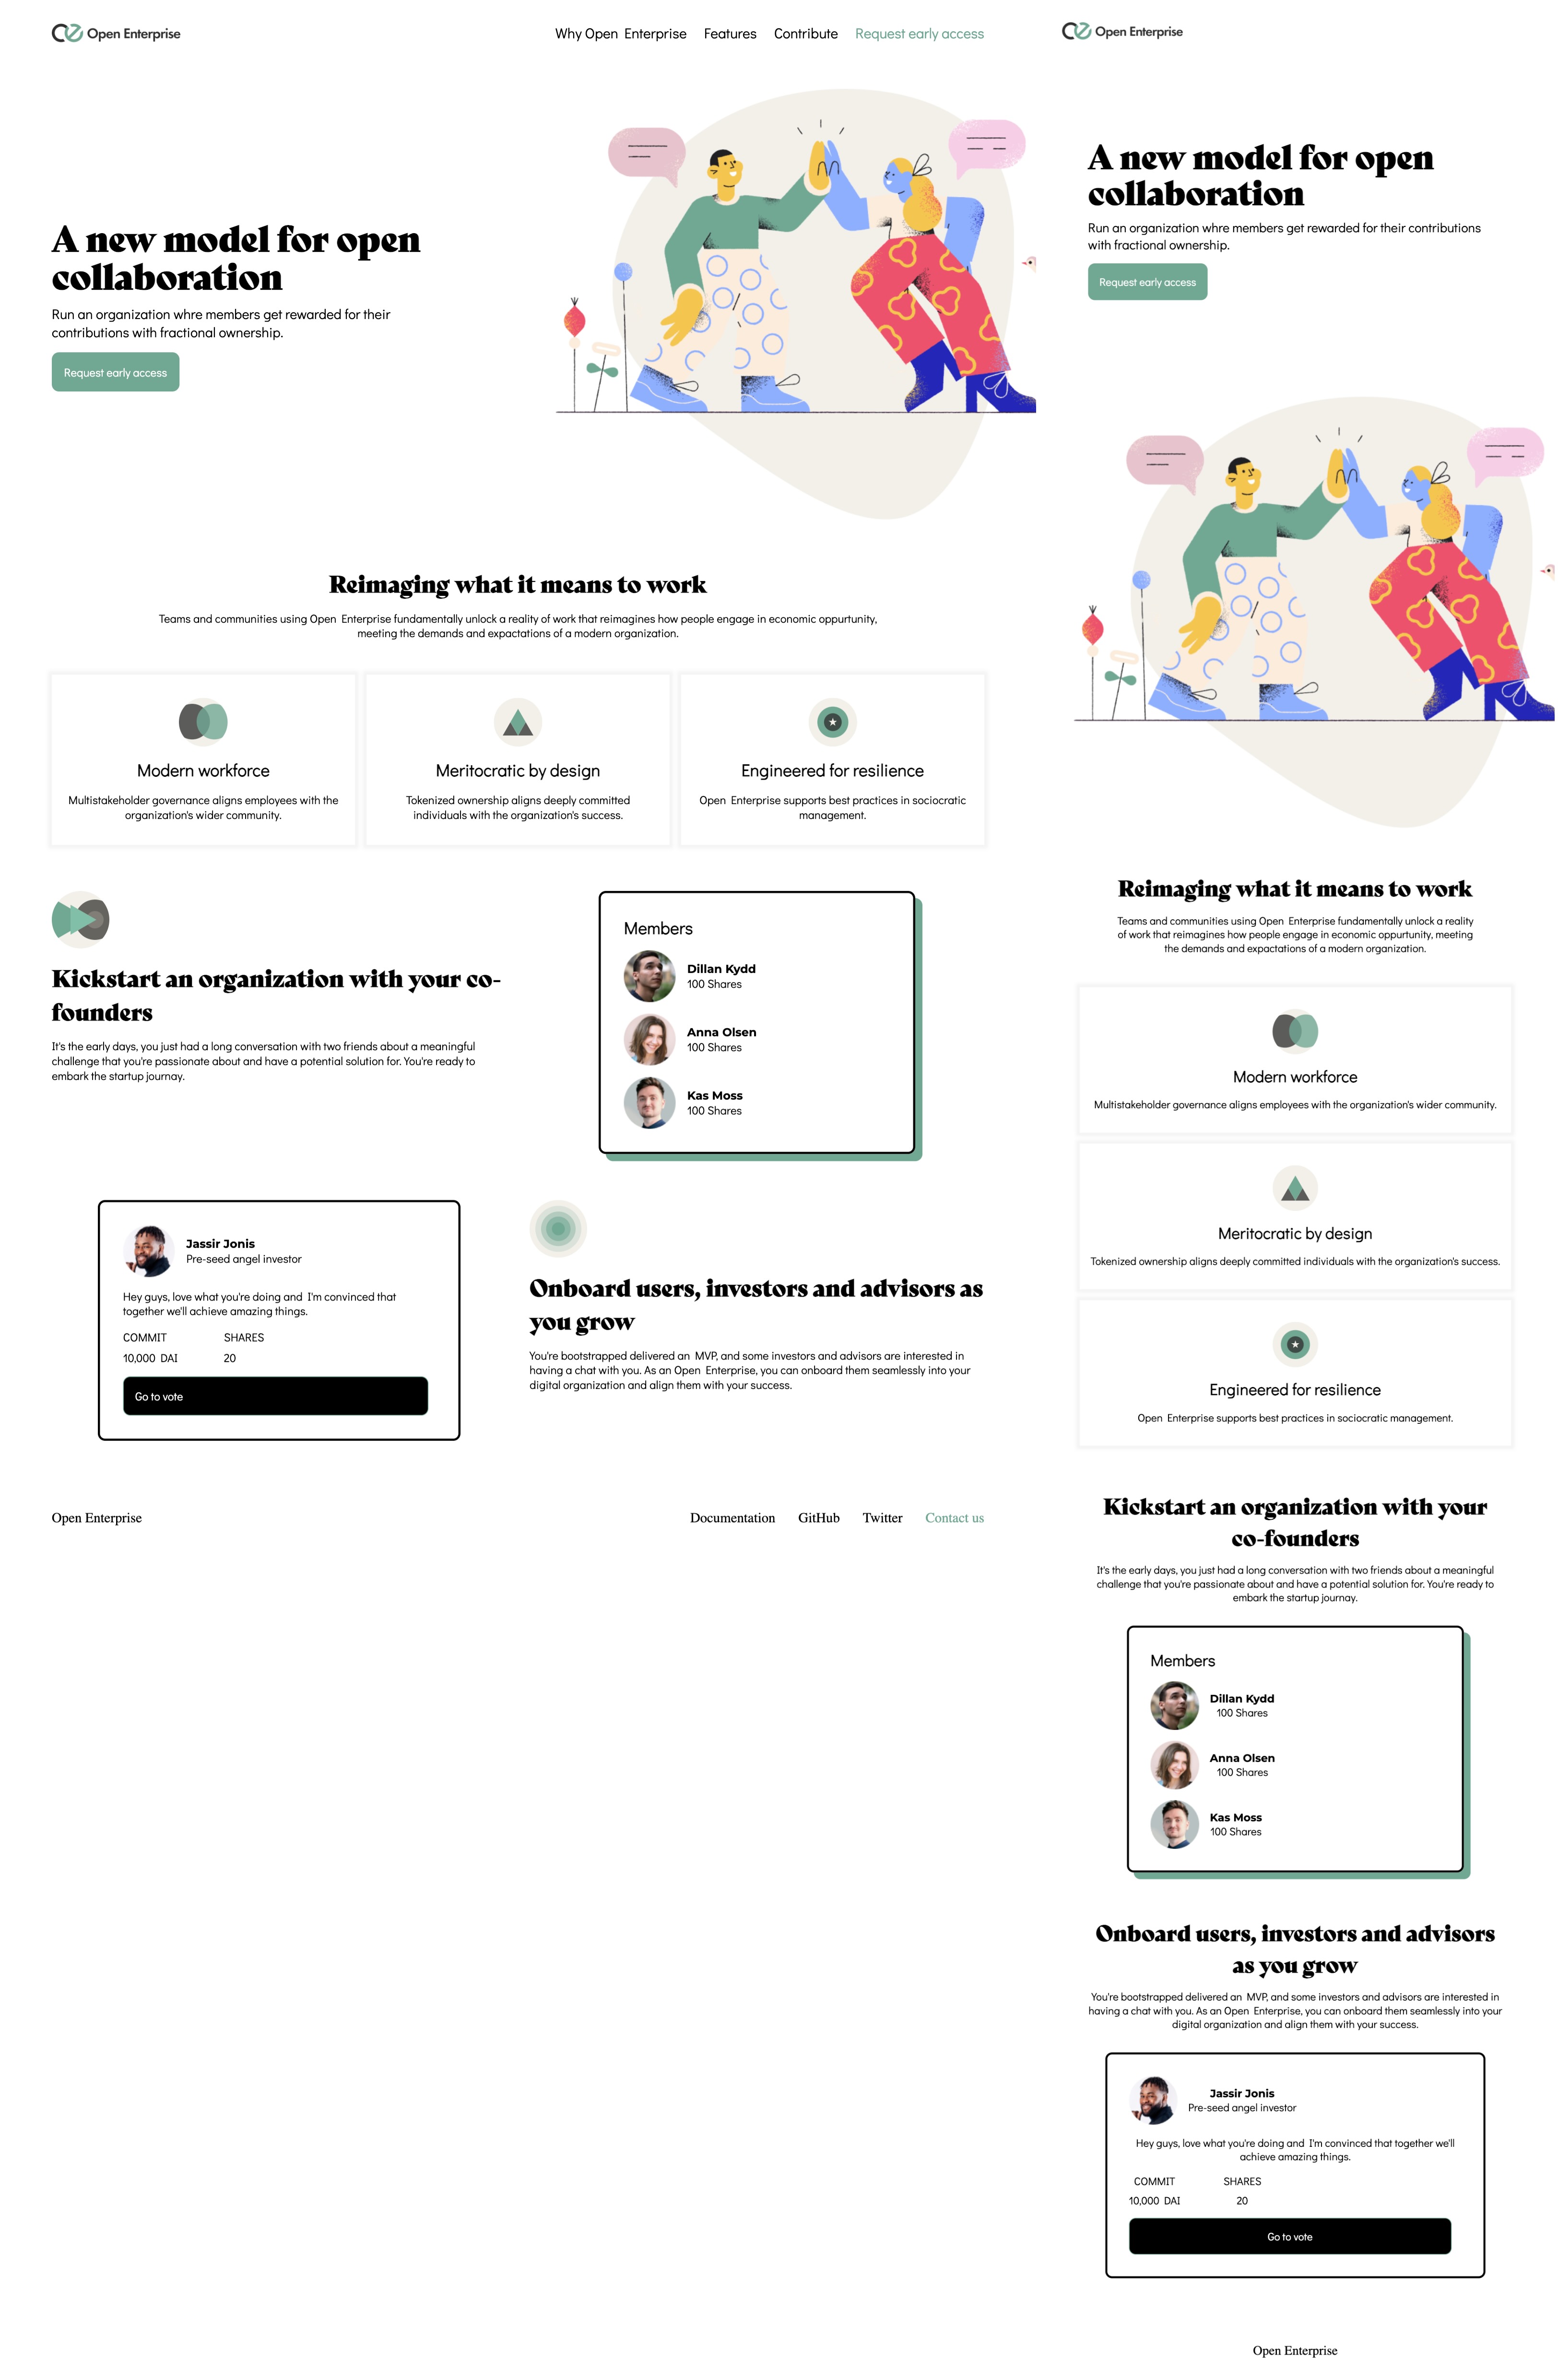 Open Enterprise
Why Open Enterprise Features Contribute Request early access
A new model for open
collaboration
Run an organization whre members get rewarded for their
contributions with fractional ownership.
Request early access
Reimaging what it means to work
Teams and communities using Open Enterprise fundamentally unlock a reality of work that reimagines how people engage in economic oppurtunity,
meeting the demands and expactations of a modern organization.
Modern workforce
Multistakeholder governance aligns employees with the
organization's wider community.
Meritocratic by design
Tokenized ownership aligns deeply committed
individuals with the organization's success.
Engineered for resilience
Open Enterprise supports best practices in sociocratic
management.
Kickstart an organization with your co-
founders
It's the early days, you just had a long conversation with two friends about a meaningful
challenge that you're passionate about and have a potential solution for. You're ready to
embark the startup journay.
Members
Dillan Kydd
100 Shares
Anna Olsen
100 Shares
Kas Moss
100 Shares
Jassir Jonis
Pre-seed angel investor
Hey guys, love what you're doing and I'm convinced that
together we'll achieve amazing things.
COMMIT SHARES
10,000 DAI 20
Go to vote
Onboard users, investors and advisors as
you grow
You're bootstrapped delivered an MVP, and some investors and advisors are interested in
having a chat with you. As an Open Enterprise, you can onboard them seamlessly into your
digital organization and align them with your success.
Open Enterprise
Documentation GitHub Twitter Contact us
Open Enterprise
A new model for open
collaboration
Run an organization whre members get rewarded for their contributions
with fractional ownership.
Request early access
Reimaging what it means to work
Teams and communities using Open Enterprise fundamentally unlock a reality
of work that reimagines how people engage in economic oppurtunity, meeting
the demands and expactations of a modern organization.
Modern workforce
Multistakeholder governance aligns employees with the organization's wider community.
Meritocratic by design
Tokenized ownership aligns deeply committed individuals with the organization's success.
Engineered for resilience
Open Enterprise supports best practices in sociocratic management.
Kickstart an organization with your
co-founders
It's the early days, you just had a long conversation with two friends about a meaningful
challenge that you're passionate about and have a potential solution for. You're ready to
embark the startup journay.
Members
Dillan Kydd
100 Shares
Anna Olsen
100 Shares
Kas Moss
100 Shares
Onboard users, investors and advisors
as you grow
You're bootstrapped delivered an MVP, and some investors and advisors are interested in
having a chat with you. As an Open Enterprise, you can onboard them seamlessly into your
digital organization and align them with your success.
Jassir Jonis
Pre-seed angel investor
Hey guys, love what you're doing and I'm convinced that together we'll
achieve amazing things.
COMMIT SHARES
10,000 DAI 20
Go to vote
Open Enterprise